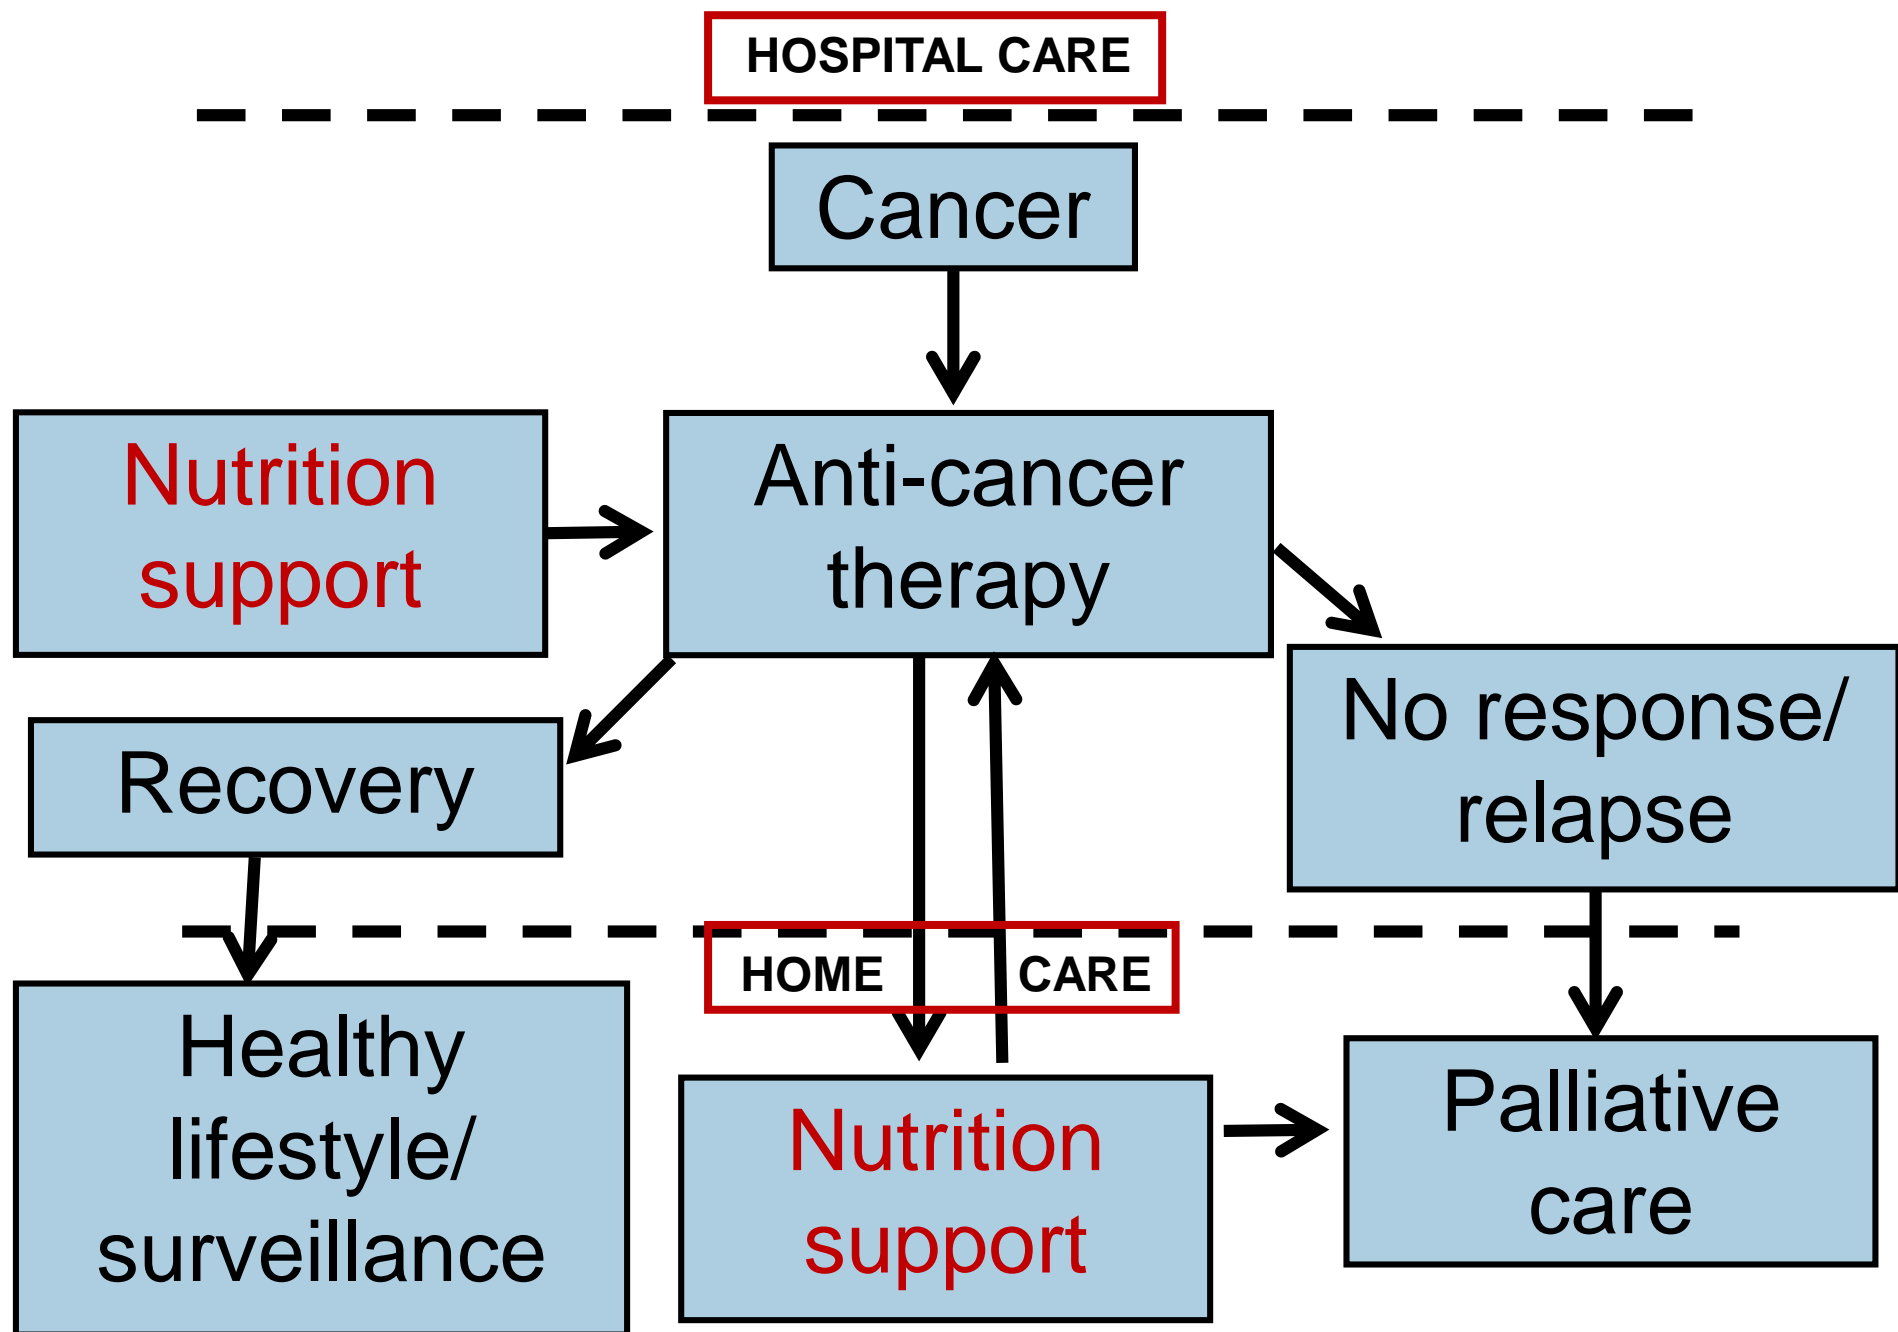 HOSPITAL CARE
Cancer
Nutrition
support
Anti-cancer
therapy
No response/
relapse
Recovery
HOME CARE
Healthy
lifestyle/
surveillance
Nutrition
support
Palliative
care